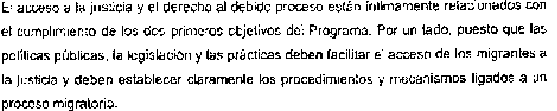 El acceso a la justicia y el derecho al debido proceso están íntimamente relacionados con
el cumplimiento de los dos primeros objetivos del Programa. Por un lado, puesto que las
políticas públicas, la legislación y las prácticas deben facilitar el acceso de los migrantes a
la justicia y deben establecer claramente los procedimientos y mecanismos ligados a un
proceso migratorio.